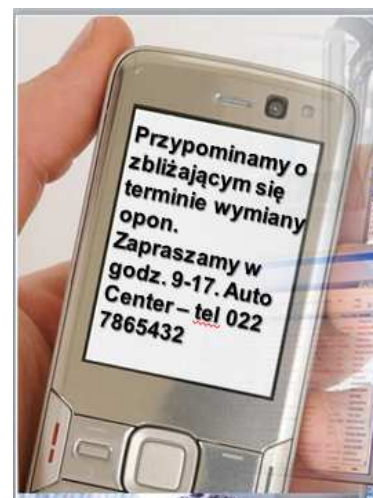 Przypominamy o
zbliżającym się
terminie wymiany
opon.
Zapraszamy w
godz. 9-17. Auto
Center – tel 022
7865432